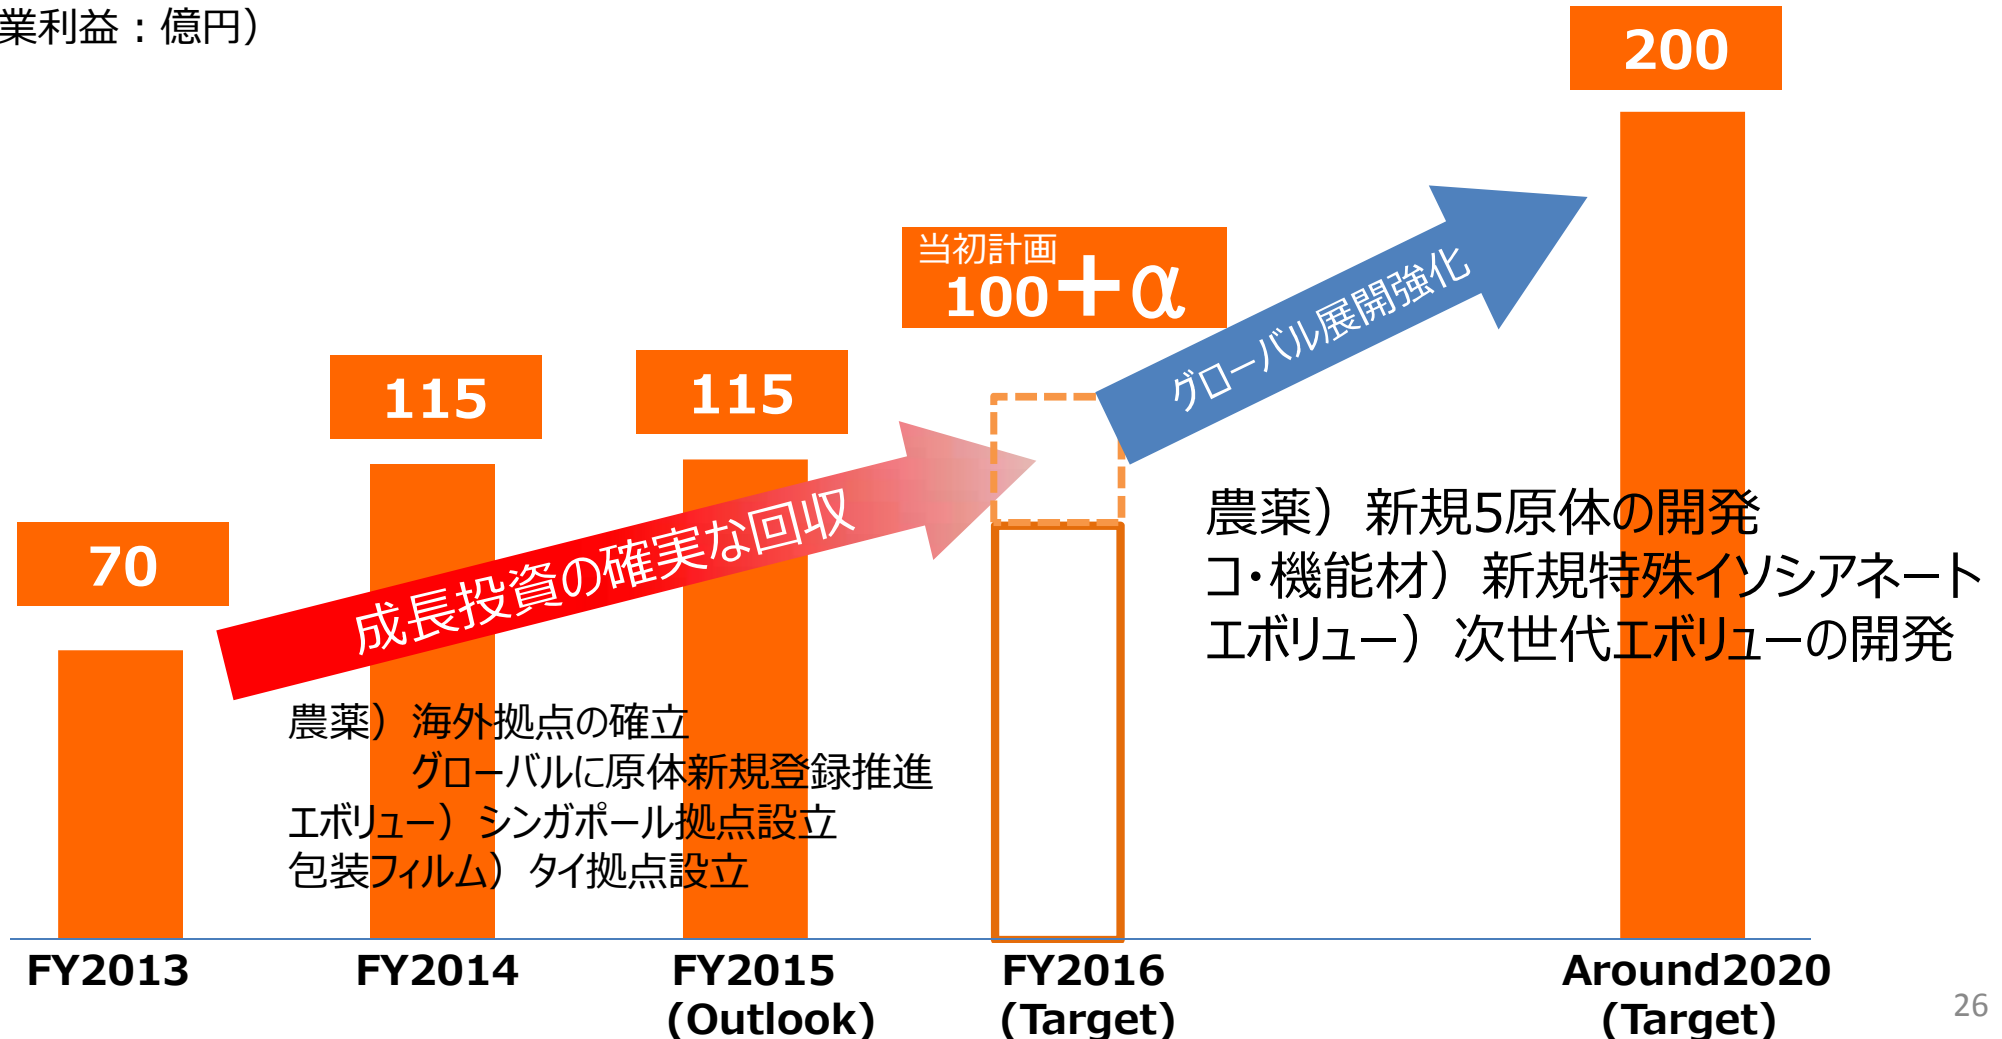 業利益：億円）
200
当初計画
100＋α
115
115
70
グローバル展開強化
成長投資の確実な回収
農薬）新規5原体の開発
コ・機能材）新規特殊イソシアネート
エボリュー）次世代エボリューの開発
農薬）海外拠点の確立
グローバルに原体新規登録推進
エボリュー）シンガポール拠点設立
包装フィルム）タイ拠点設立
FY2013
FY2014
FY2015
(Outlook)
FY2016
(Target)
Around2020
(Target)
26